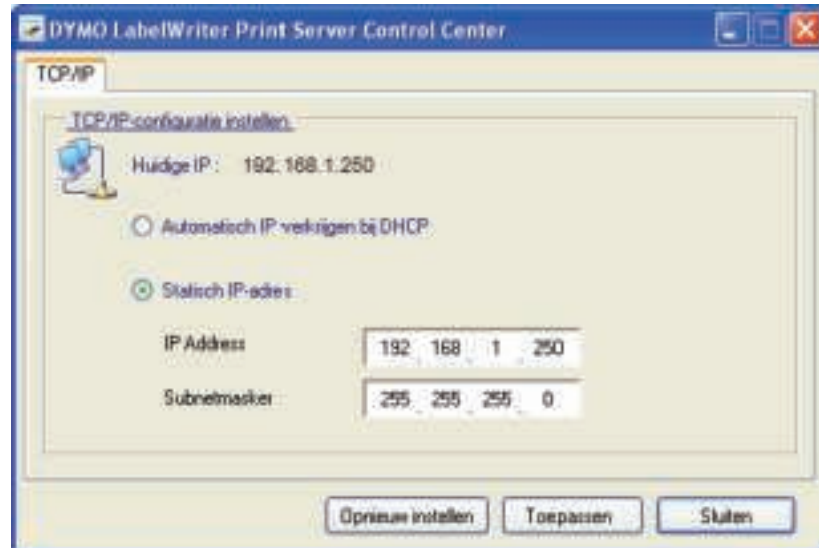 DYMO LabelWriter Print Server Control Center
TCP/IP
TCP/IP-configuratie instellen.
Huidige IP : 192.168.1.250
Automatisch IP verkrijgen bij DHCP
Statisch IP-adres
IP Address 192 . 168 . 1 . 250
Subnetmasker 255 . 255 . 255 . 0
Opnieuw instellen Toepassen Sluiten